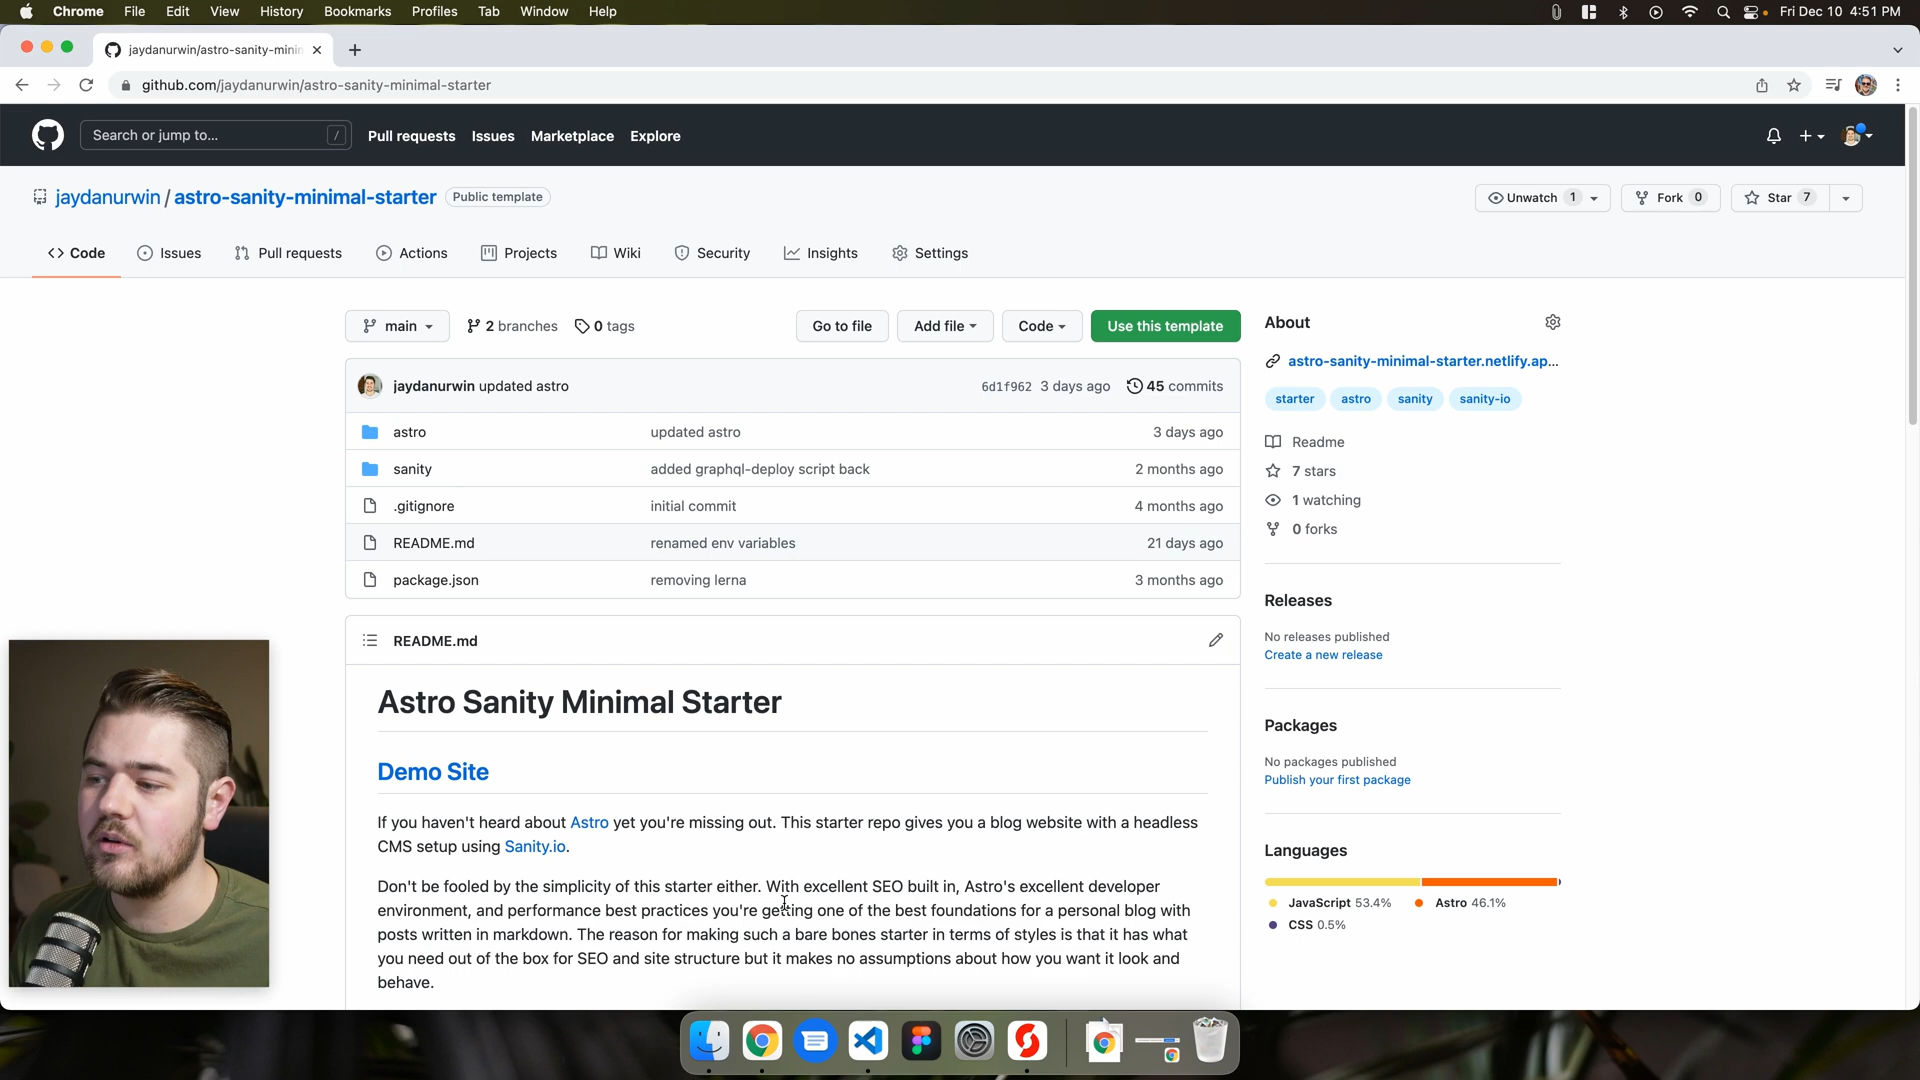 Chrome File Edit View History Bookmarks Profiles Tab Window Help Fri Dec 10 4:51 PM
jaydanurwin/astro-sanity-minim
github.com/jaydanurwin/astro-sanity-minimal-starter
Search or jump to... / Pull requests Issues Marketplace Explore
jaydanurwin / astro-sanity-minimal-starter Public template Unwatch 1 Fork 0 Star 7
Code Issues Pull requests Actions Projects Wiki Security Insights Settings
main 2 branches 0 tags Go to file Add file Code Use this template
jaydanurwin updated astro 6d1f962 3 days ago 45 commits
astro updated astro 3 days ago
sanity added graphql-deploy script back 2 months ago
.gitignore initial commit 4 months ago
README.md renamed env variables 21 days ago
package.json removing lerna 3 months ago
README.md
Astro Sanity Minimal Starter
Demo Site
If you haven't heard about Astro yet you're missing out. This starter repo gives you a blog website with a headless
CMS setup using Sanity.io.
Don't be fooled by the simplicity of this starter either. With excellent SEO built in, Astro's excellent developer
environment, and performance best practices you're getting one of the best foundations for a personal blog with
posts written in markdown. The reason for making such a bare bones starter in terms of styles is that it has what
you need out of the box for SEO and site structure but it makes no assumptions about how you want it look and
behave.
About
astro-sanity-minimal-starter.netlify.ap...
starter astro sanity sanity-io
Readme
7 stars
1 watching
0 forks
Releases
No releases published
Create a new release
Packages
No packages published
Publish your first package
Languages
JavaScript 53.4% Astro 46.1%
CSS 0.5%